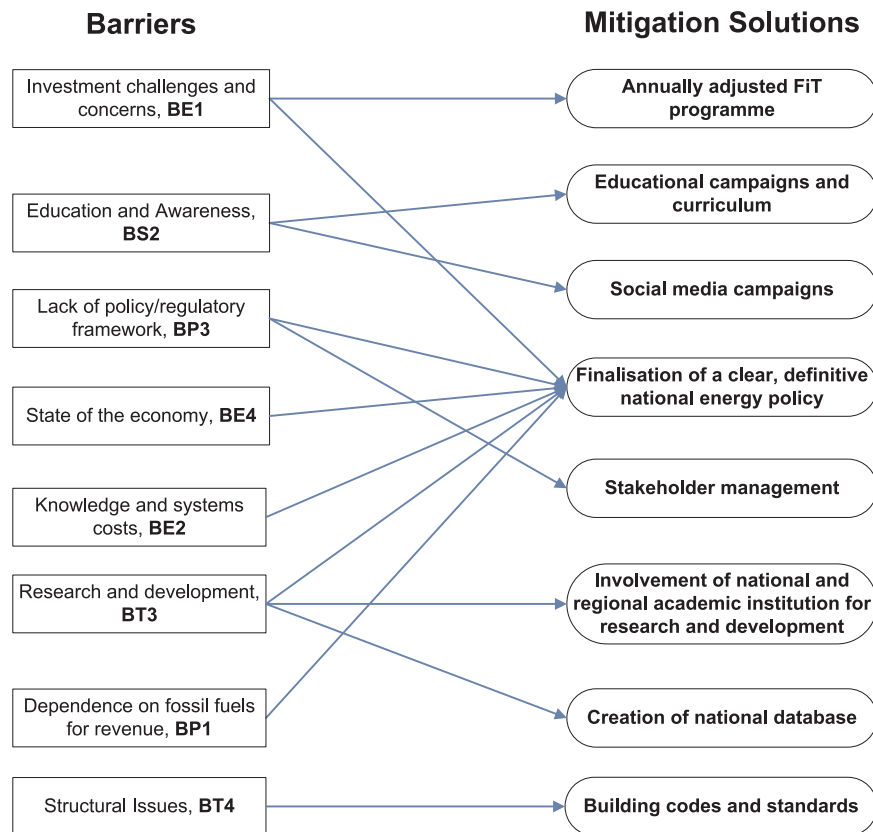 Barriers
Mitigation Solutions
Investment challenges and
concerns, BE1
Annually adjusted FiT
programme
Education and Awareness,
BS2
Educational campaigns and
curriculum
Social media campaigns
Lack of policy/regulatory
framework, BP3
State of the economy, BE4
Finalisation of a clear, definitive
national energy policy
Knowledge and systems
costs, BE2
Stakeholder management
Research and development,
BT3
Involvement of national and
regional academic institution for
research and development
Dependence on fossil fuels
for revenue, BP1
Creation of national database
Structural Issues, BT4
Building codes and standards